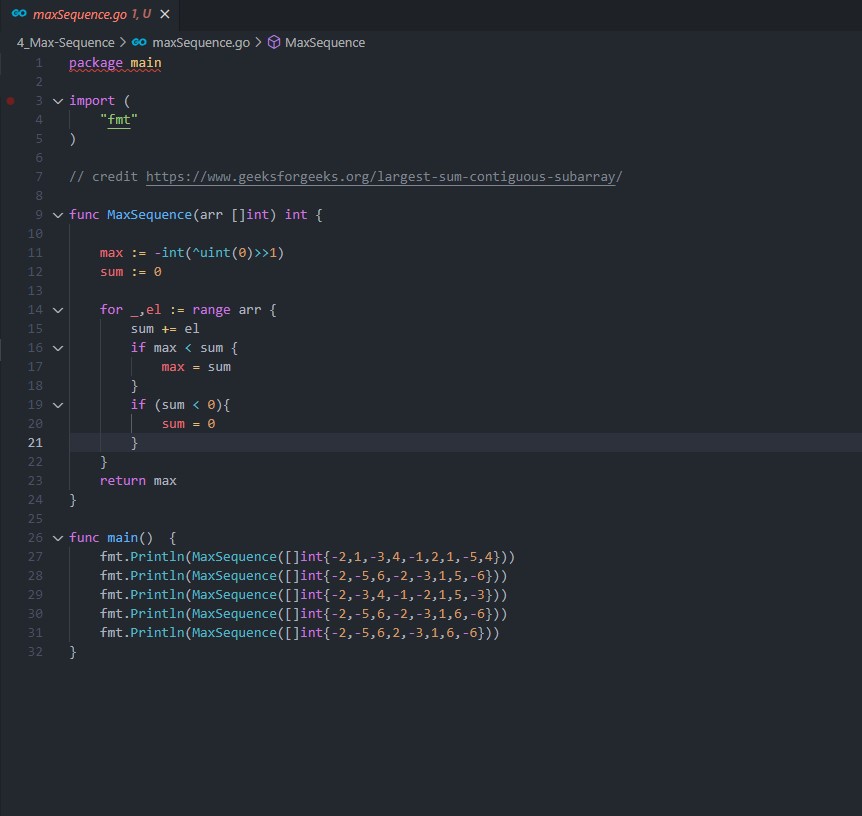 maxSequence.go 1, U
4_Max-Sequence > maxSequence.go > MaxSequence
1 package main
2
3 import (
4     "fmt"
5 )
6
7 // credit https://www.geeksforgeeks.org/largest-sum-contiguous-subarray/
8
9 func MaxSequence(arr []int) int {
10
11     max := -int(^uint(0)>>1)
12     sum := 0
13
14     for _,el := range arr {
15         sum += el
16         if max < sum {
17             max = sum
18         }
19         if (sum < 0){
20             sum = 0
21         }
22     }
23     return max
24 }
25
26 func main()  {
27     fmt.Println(MaxSequence([]int{-2,1,-3,4,-1,2,1,-5,4}))
28     fmt.Println(MaxSequence([]int{-2,-5,6,-2,-3,1,5,-6}))
29     fmt.Println(MaxSequence([]int{-2,-3,4,-1,-2,1,5,-3}))
30     fmt.Println(MaxSequence([]int{-2,-5,6,-2,-3,1,6,-6}))
31     fmt.Println(MaxSequence([]int{-2,-5,6,2,-3,1,6,-6}))
32 }